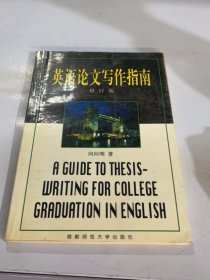 英语论文写作指南
修订版
何向明 著
A GUIDE TO THESIS-
WRITING FOR COLLEGE
GRADUATION IN ENGLISH
首都师范大学出版社